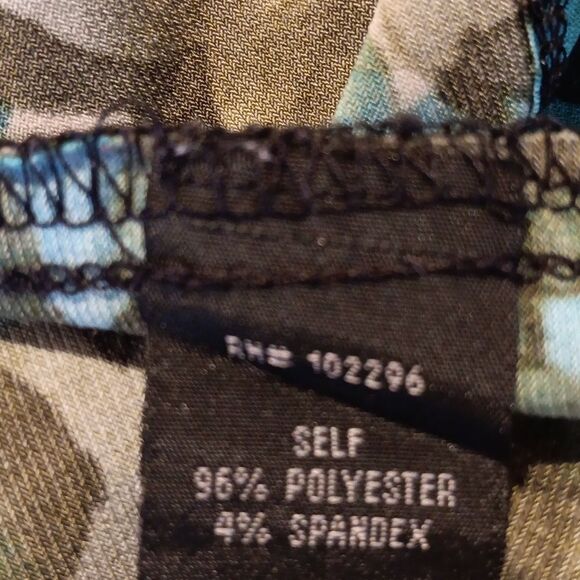 RN# 102296
SELF
96% POLYESTER
4% SPANDEX